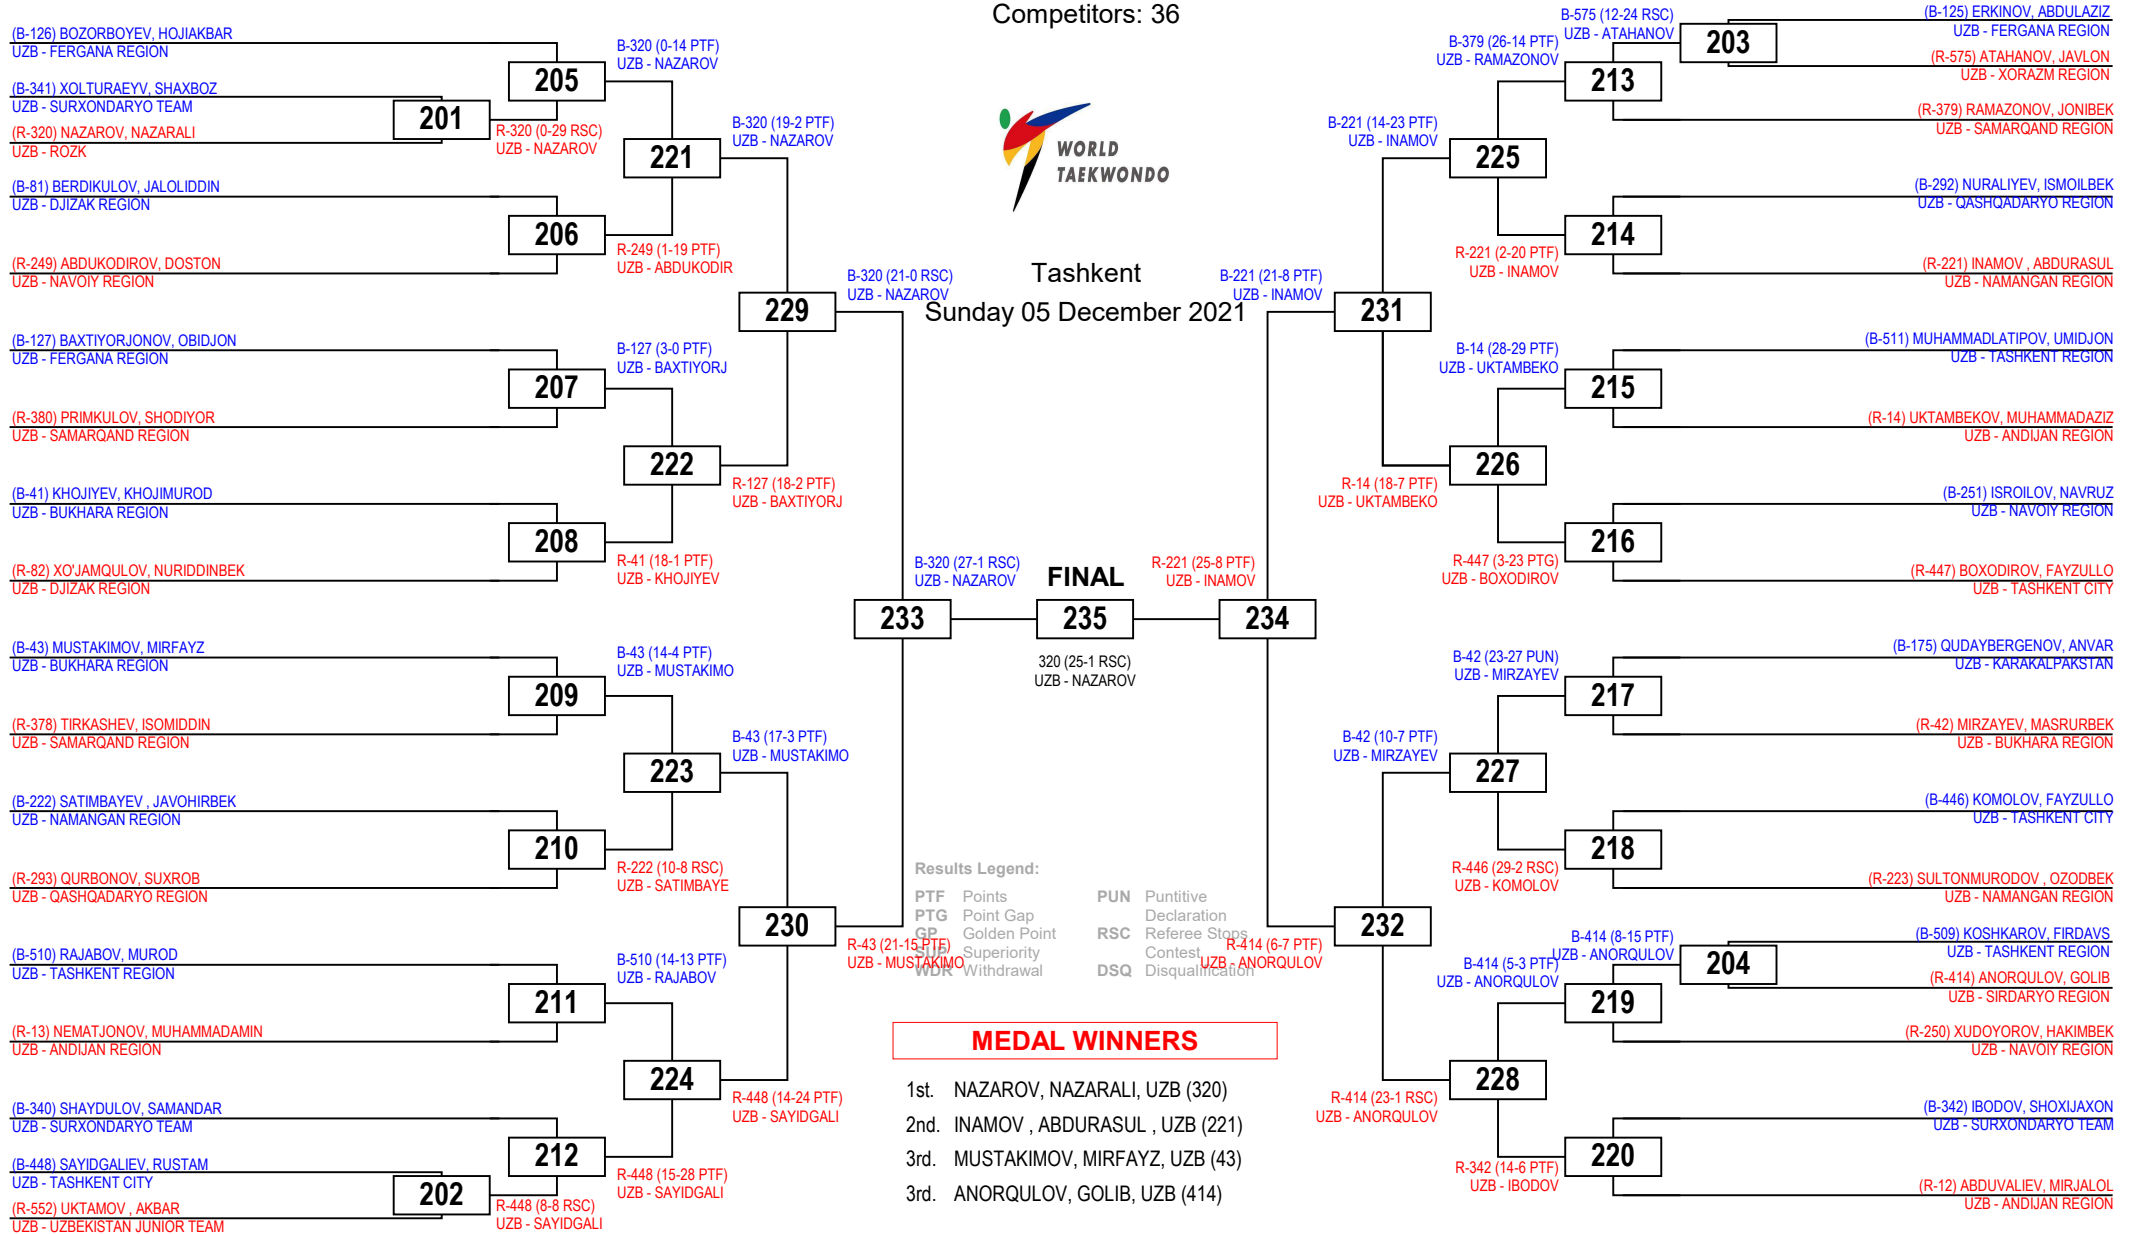 Competitors: 36
(B-126) BOZORBOYEV, HOJIAKBAR
UZB - FERGANA REGION
(B-341) XOLTURAEYV, SHAXBOZ
UZB - SURXONDARYO TEAM
(R-320) NAZAROV, NAZARALI
UZB - ROZK
(B-81) BERDIKULOV, JALOLIDDIN
UZB - DJIZAK REGION
(R-249) ABDUKODIROV, DOSTON
UZB - NAVOIY REGION
(B-127) BAXTIYORJONOV, OBIDJON
UZB - FERGANA REGION
(R-380) PRIMKULOV, SHODIYOR
UZB - SAMARQAND REGION
(B-41) KHOJIYEV, KHOJIMUROD
UZB - BUKHARA REGION
(R-82) XO'JAMQULOV, NURIDDINBEK
UZB - DJIZAK REGION
(B-43) MUSTAKIMOV, MIRFAYZ
UZB - BUKHARA REGION
(R-378) TIRKASHEV, ISOMIDDIN
UZB - SAMARQAND REGION
(B-222) SATIMBAYEV , JAVOHIRBEK
UZB - NAMANGAN REGION
(R-293) QURBONOV, SUXROB
UZB - QASHQADARYO REGION
(B-510) RAJABOV, MUROD
UZB - TASHKENT REGION
(R-13) NEMATJONOV, MUHAMMADAMIN
UZB - ANDIJAN REGION
(B-340) SHAYDULOV, SAMANDAR
UZB - SURXONDARYO TEAM
(B-448) SAYIDGALIEV, RUSTAM
UZB - TASHKENT CITY
(R-552) UKTAMOV , AKBAR
UZB - UZBEKISTAN JUNIOR TEAM
201
R-320 (0-29 RSC)
UZB - NAZAROV
202
R-448 (8-8 RSC)
UZB - SAYIDGALI
205
B-320 (0-14 PTF)
UZB - NAZAROV
206
R-249 (1-19 PTF)
UZB - ABDUKODIR
207
B-127 (3-0 PTF)
UZB - BAXTIYORJ
208
R-41 (18-1 PTF)
UZB - KHOJIYEV
209
B-43 (14-4 PTF)
UZB - MUSTAKIMO
210
R-222 (10-8 RSC)
UZB - SATIMBAYE
211
B-510 (14-13 PTF)
UZB - RAJABOV
212
R-448 (15-28 PTF)
UZB - SAYIDGALI
221
B-320 (19-2 PTF)
UZB - NAZAROV
222
R-127 (18-2 PTF)
UZB - BAXTIYORJ
223
B-43 (17-3 PTF)
UZB - MUSTAKIMO
224
R-448 (14-24 PTF)
UZB - SAYIDGALI
229
B-320 (21-0 RSC)
UZB - NAZAROV
230
R-43 (21-15 PTF)
UZB - MUSTAKIMO
233
B-320 (27-1 RSC)
UZB - NAZAROV
WORLD
TAEKWONDO
Tashkent
Sunday 05 December 2021
FINAL
235
320 (25-1 RSC)
UZB - NAZAROV
R-221 (25-8 PTF)
UZB - INAMOV
234
B-221 (21-8 PTF)
UZB - INAMOV
231
R-414 (6-7 PTF)
UZB - ANORQULOV
232
B-221 (14-23 PTF)
UZB - INAMOV
225
R-14 (18-7 PTF)
UZB - UKTAMBEKO
226
B-42 (10-7 PTF)
UZB - MIRZAYEV
227
R-414 (23-1 RSC)
UZB - ANORQULOV
228
B-379 (26-14 PTF)
UZB - RAMAZONOV
213
R-221 (2-20 PTF)
UZB - INAMOV
214
B-14 (28-29 PTF)
UZB - UKTAMBEKO
215
R-447 (3-23 PTG)
UZB - BOXODIROV
216
B-42 (23-27 PUN)
UZB - MIRZAYEV
217
R-446 (29-2 RSC)
UZB - KOMOLOV
218
B-414 (5-3 PTF)
UZB - ANORQULOV
219
R-342 (14-6 PTF)
UZB - IBODOV
220
B-575 (12-24 RSC)
UZB - ATAHANOV
203
B-414 (8-15 PTF)
UZB - ANORQULOV
204
(B-125) ERKINOV, ABDULAZIZ
UZB - FERGANA REGION
(R-575) ATAHANOV, JAVLON
UZB - XORAZM REGION
(R-379) RAMAZONOV, JONIBEK
UZB - SAMARQAND REGION
(B-292) NURALIYEV, ISMOILBEK
UZB - QASHQADARYO REGION
(R-221) INAMOV , ABDURASUL
UZB - NAMANGAN REGION
(B-511) MUHAMMADLATIPOV, UMIDJON
UZB - TASHKENT REGION
(R-14) UKTAMBEKOV, MUHAMMADAZIZ
UZB - ANDIJAN REGION
(B-251) ISROILOV, NAVRUZ
UZB - NAVOIY REGION
(R-447) BOXODIROV, FAYZULLO
UZB - TASHKENT CITY
(B-175) QUDAYBERGENOV, ANVAR
UZB - KARAKALPAKSTAN
(R-42) MIRZAYEV, MASRURBEK
UZB - BUKHARA REGION
(B-446) KOMOLOV, FAYZULLO
UZB - TASHKENT CITY
(R-223) SULTONMURODOV , OZODBEK
UZB - NAMANGAN REGION
(B-509) KOSHKAROV, FIRDAVS
UZB - TASHKENT REGION
(R-414) ANORQULOV, GOLIB
UZB - SIRDARYO REGION
(R-250) XUDOYOROV, HAKIMBEK
UZB - NAVOIY REGION
(B-342) IBODOV, SHOXIJAXON
UZB - SURXONDARYO TEAM
(R-12) ABDUVALIEV, MIRJALOL
UZB - ANDIJAN REGION
Results Legend:
PTF Points PUN Puntitive
PTG Point Gap Declaration
GP Golden Point RSC Referee Stops
SUP Superiority Contest
WDR Withdrawal DSQ Disqualification
MEDAL WINNERS
1st. NAZAROV, NAZARALI, UZB (320)
2nd. INAMOV , ABDURASUL , UZB (221)
3rd. MUSTAKIMOV, MIRFAYZ, UZB (43)
3rd. ANORQULOV, GOLIB, UZB (414)